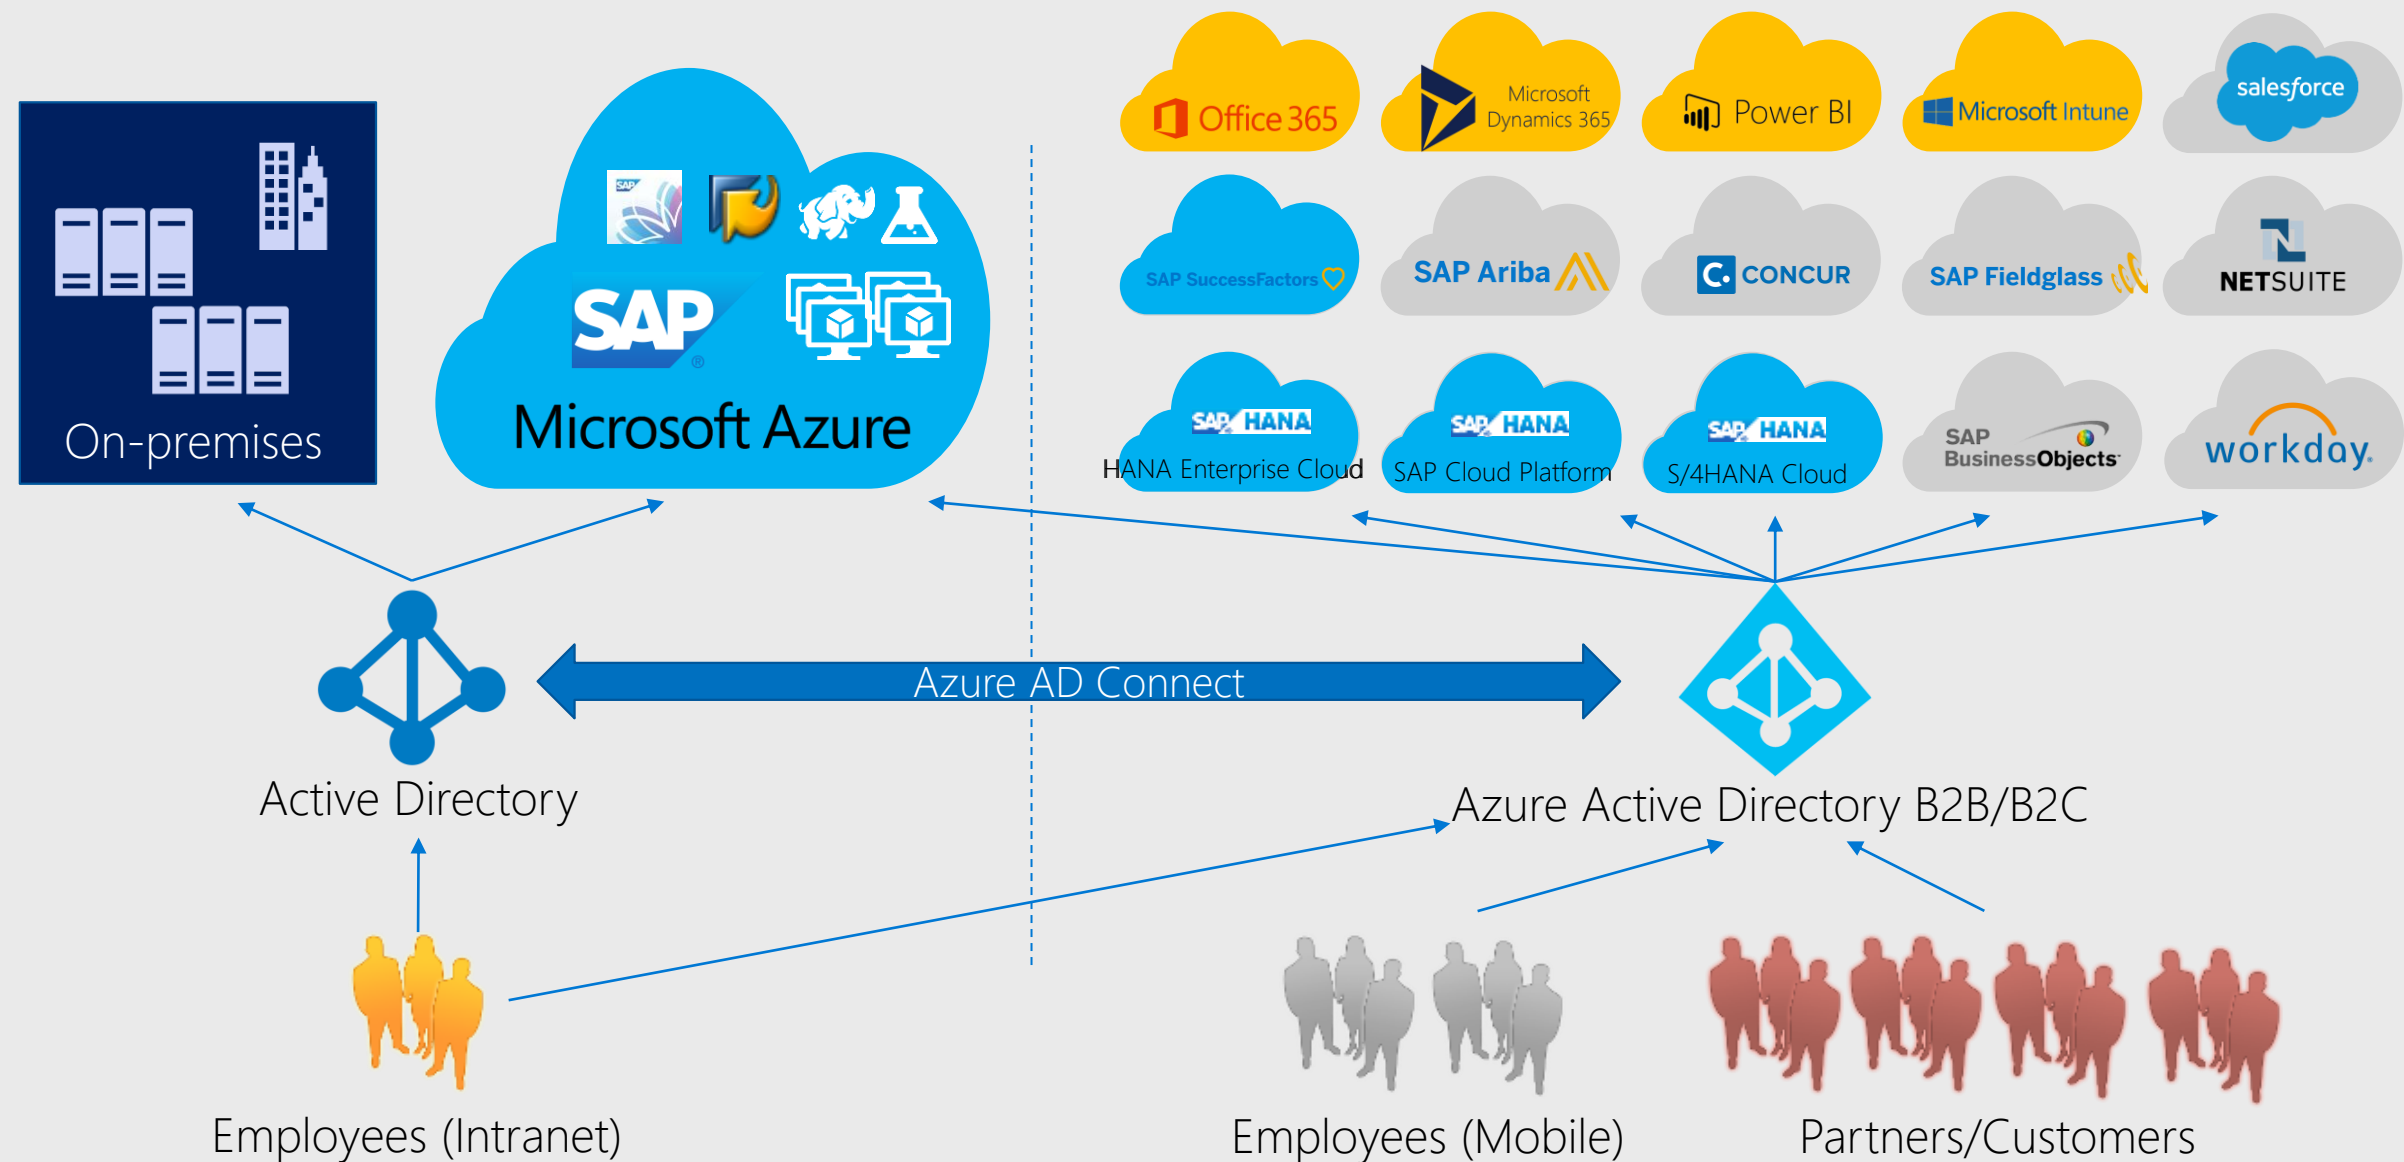 On-premises
SAP
SAP
®
Microsoft Azure
Office 365
Microsoft
Dynamics 365
Power BI
Microsoft Intune
salesforce
SAP SuccessFactors
SAP Ariba
C. CONCUR
SAP Fieldglass
N
NETSUITE
SAP HANA
HANA Enterprise Cloud
SAP HANA
SAP Cloud Platform
SAP HANA
S/4HANA Cloud
SAP
BusinessObjects
workday.
Azure AD Connect
Active Directory
Azure Active Directory B2B/B2C
Employees (Intranet)
Employees (Mobile)
Partners/Customers